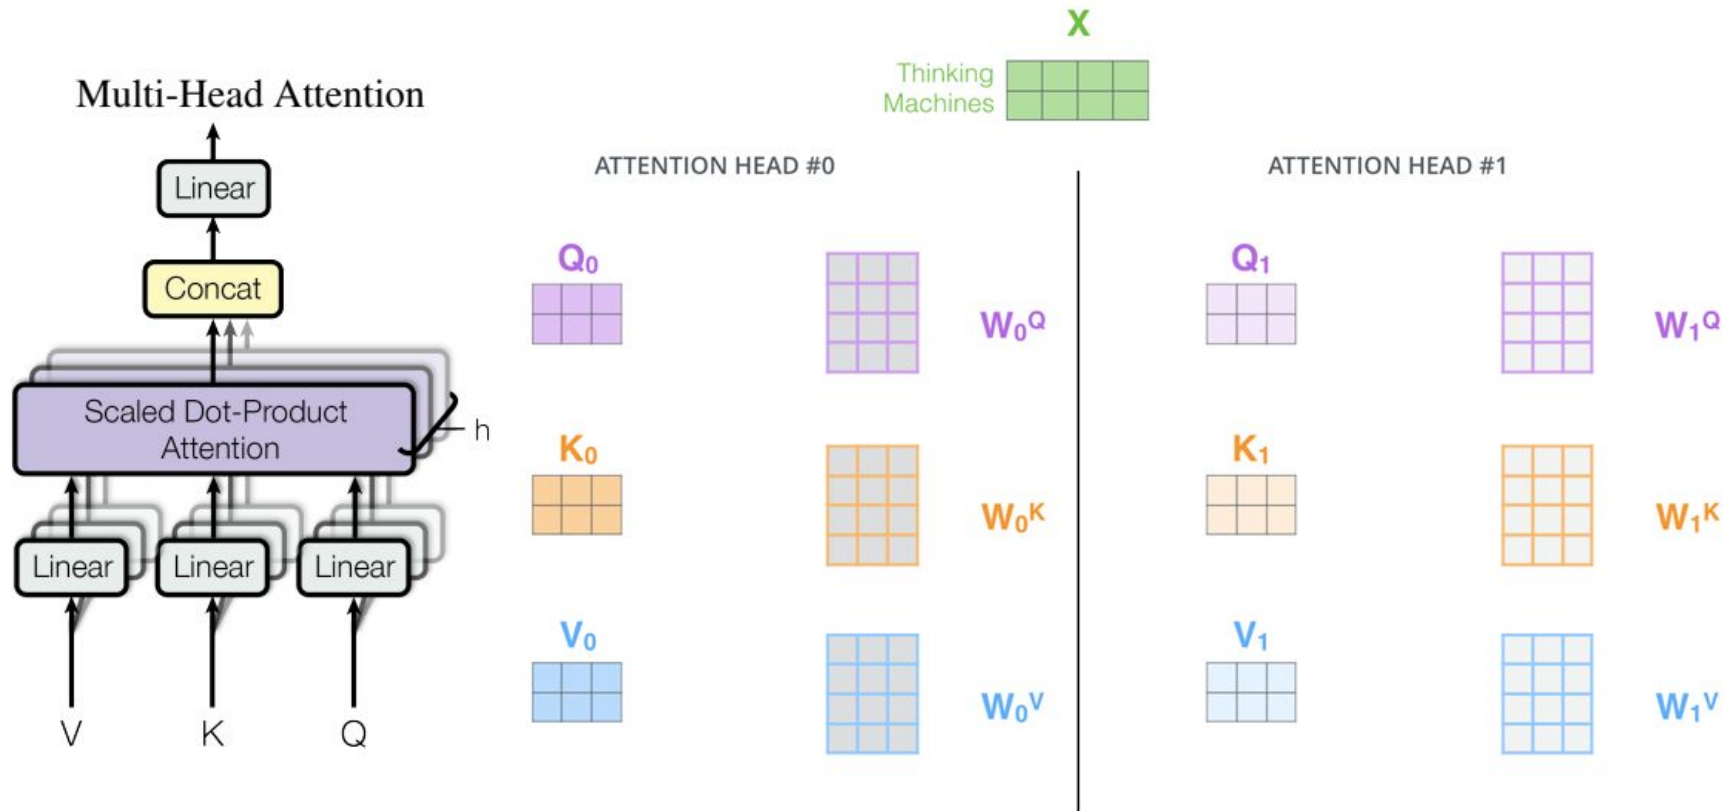 Multi-Head Attention
Linear
Concat
Scaled Dot-Product
Attention
h
Linear
Linear
Linear
V
K
Q
X
Thinking
Machines
ATTENTION HEAD #0
Q₀
W₀Q
K₀
W₀K
V₀
W₀V
ATTENTION HEAD #1
Q₁
W₁Q
K₁
W₁K
V₁
W₁V